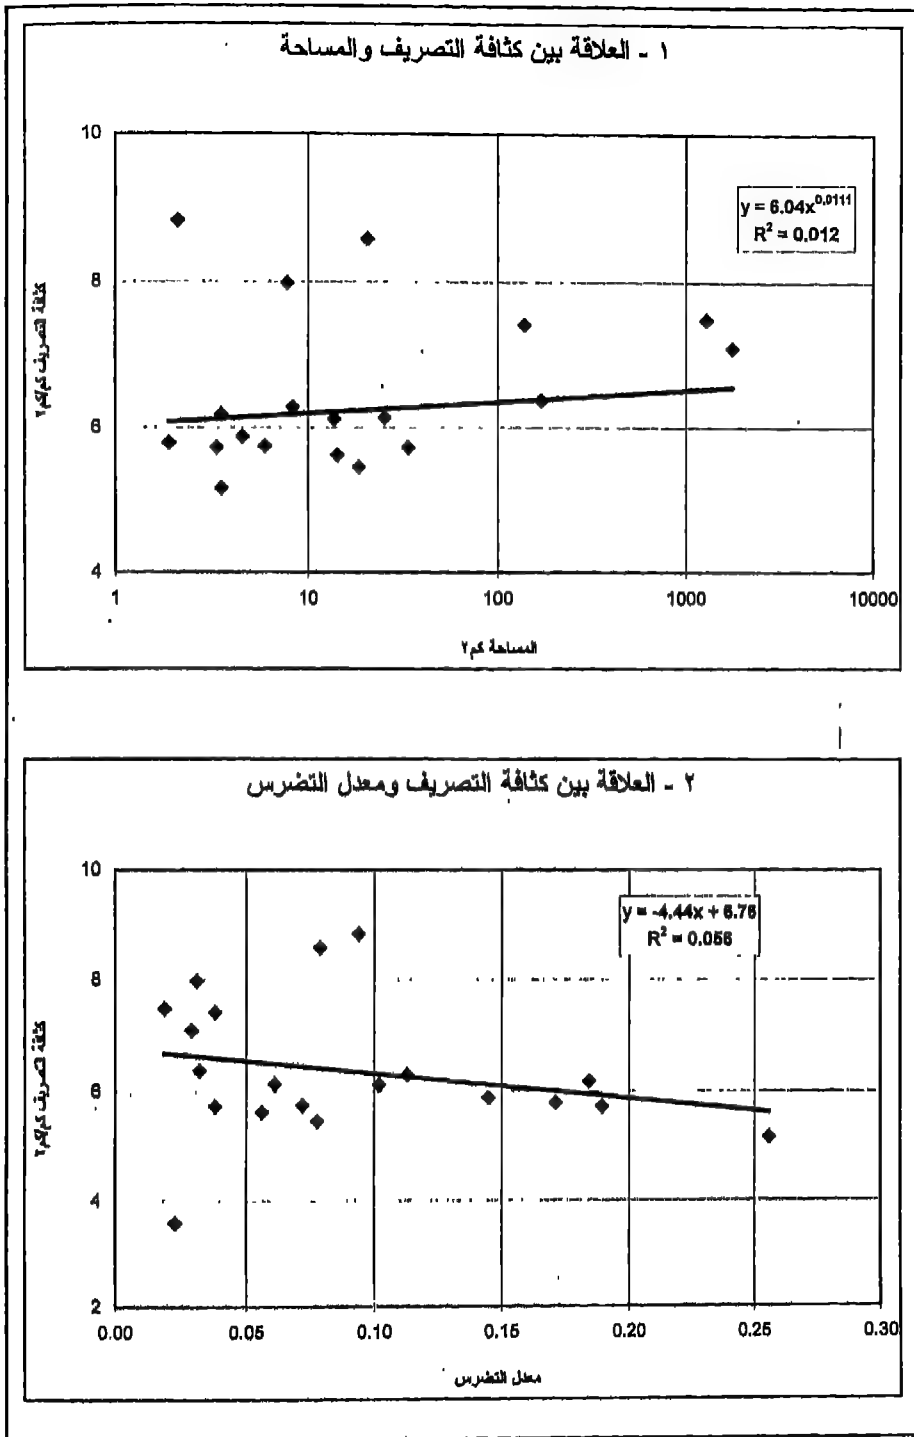 ١ - العلاقة بين كثافة التصريف والمساحة
10
8
6
4
كثافة التصريف كم/كم٢
y = 6.04x^0.0111
R² = 0.012
1
10
100
1000
10000
المساحة كم٢
٢ - العلاقة بين كثافة التصريف ومعدل التضرس
10
8
6
4
2
كثافة التصريف كم/كم٢
y = -4.44x + 6.76
R² = 0.056
0.00
0.05
0.10
0.15
0.20
0.25
0.30
معدل التضرس